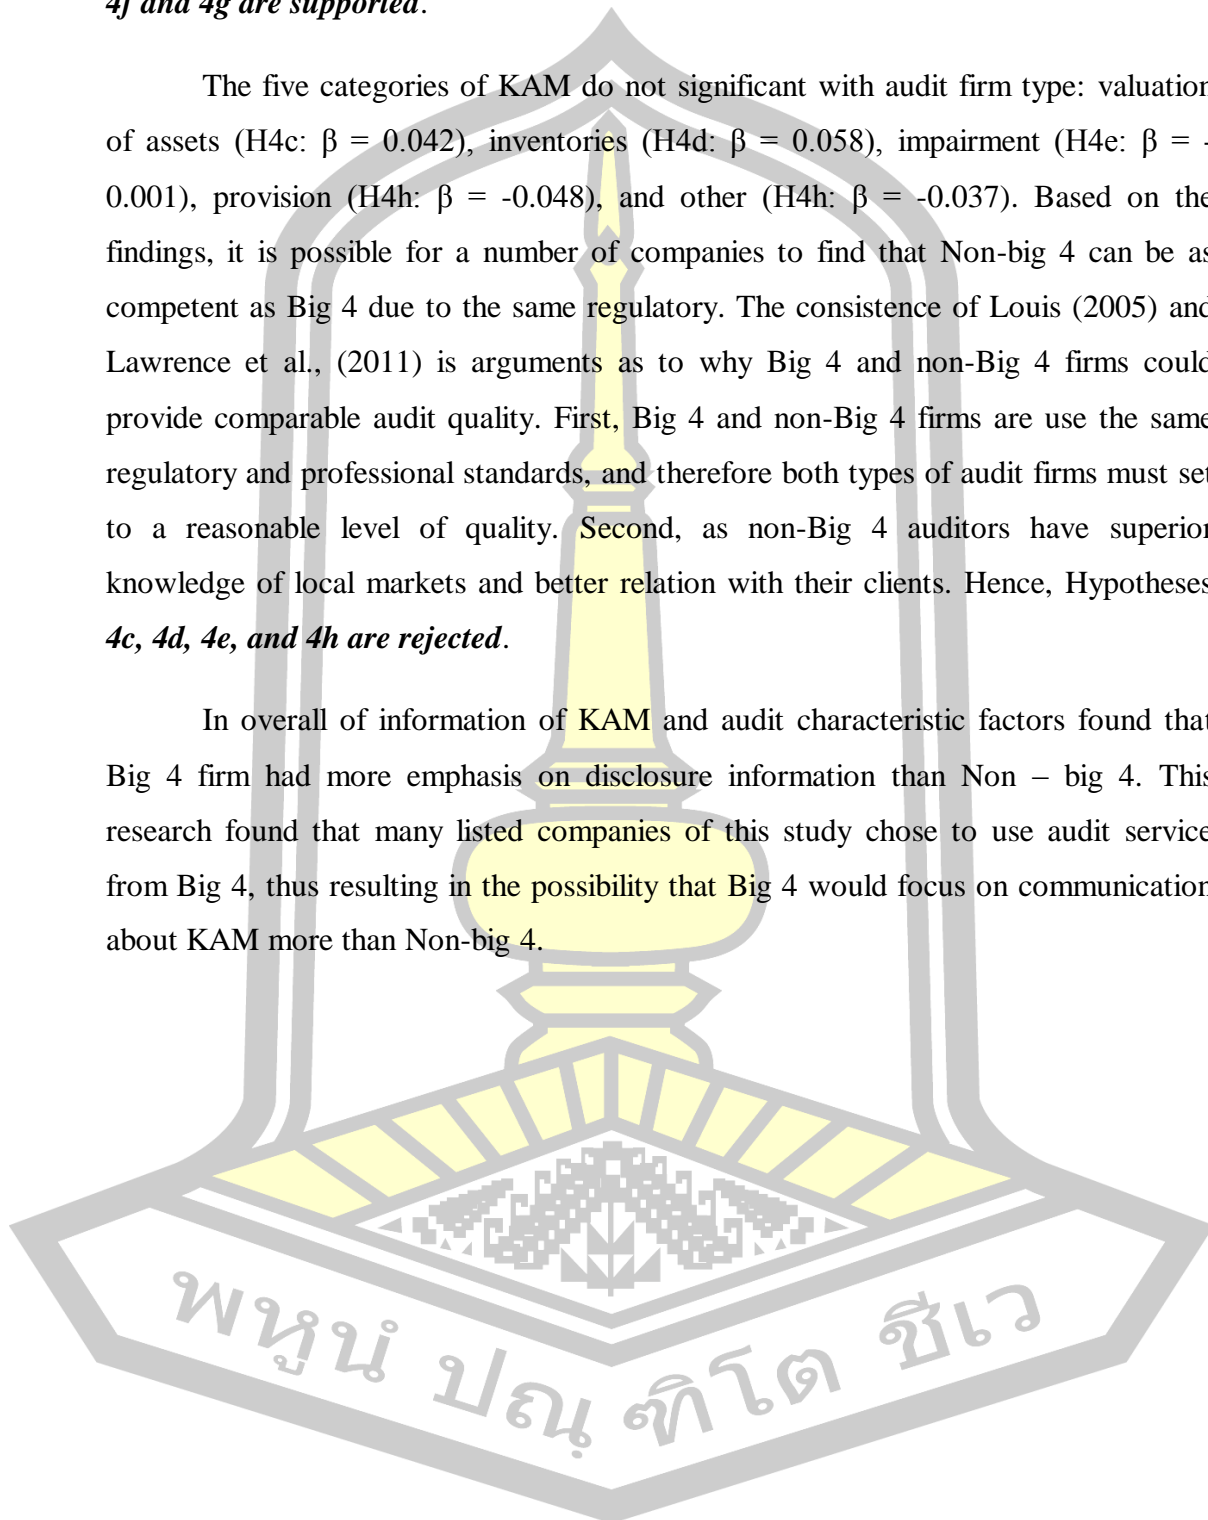 4f and 4g are supported.
The five categories of KAM do not significant with audit firm type: valuation
of assets (H4c: β = 0.042), inventories (H4d: β = 0.058), impairment (H4e: β = -
0.001), provision (H4h: β = -0.048), and other (H4h: β = -0.037). Based on the
findings, it is possible for a number of companies to find that Non-big 4 can be as
competent as Big 4 due to the same regulatory. The consistence of Louis (2005) and
Lawrence et al., (2011) is arguments as to why Big 4 and non-Big 4 firms could
provide comparable audit quality. First, Big 4 and non-Big 4 firms are use the same
regulatory and professional standards, and therefore both types of audit firms must set
to a reasonable level of quality. Second, as non-Big 4 auditors have superior
knowledge of local markets and better relation with their clients. Hence, Hypotheses
4c, 4d, 4e, and 4h are rejected.
In overall of information of KAM and audit characteristic factors found that
Big 4 firm had more emphasis on disclosure information than Non – big 4. This
research found that many listed companies of this study chose to use audit service
from Big 4, thus resulting in the possibility that Big 4 would focus on communication
about KAM more than Non-big 4.
พหูนํ ปณฺฑิโต ชีเว